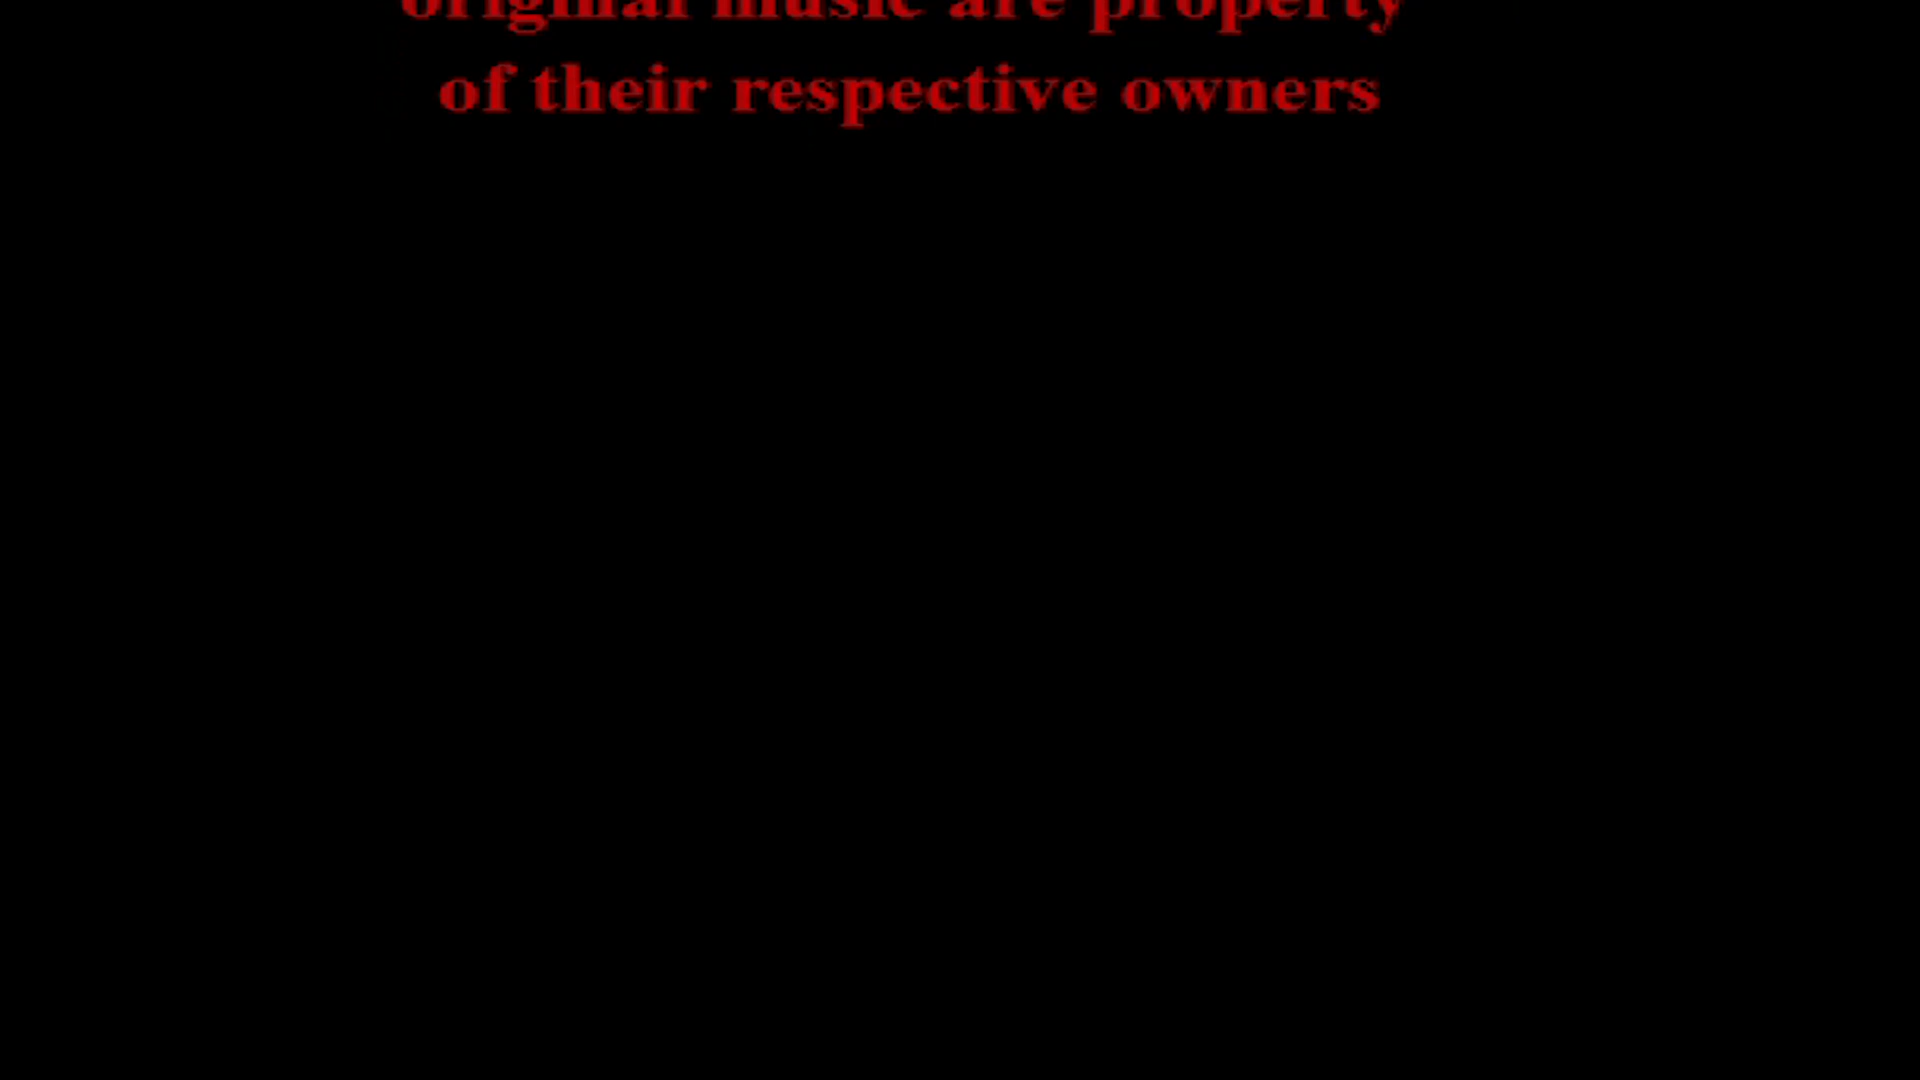 original music are property
of their respective owners